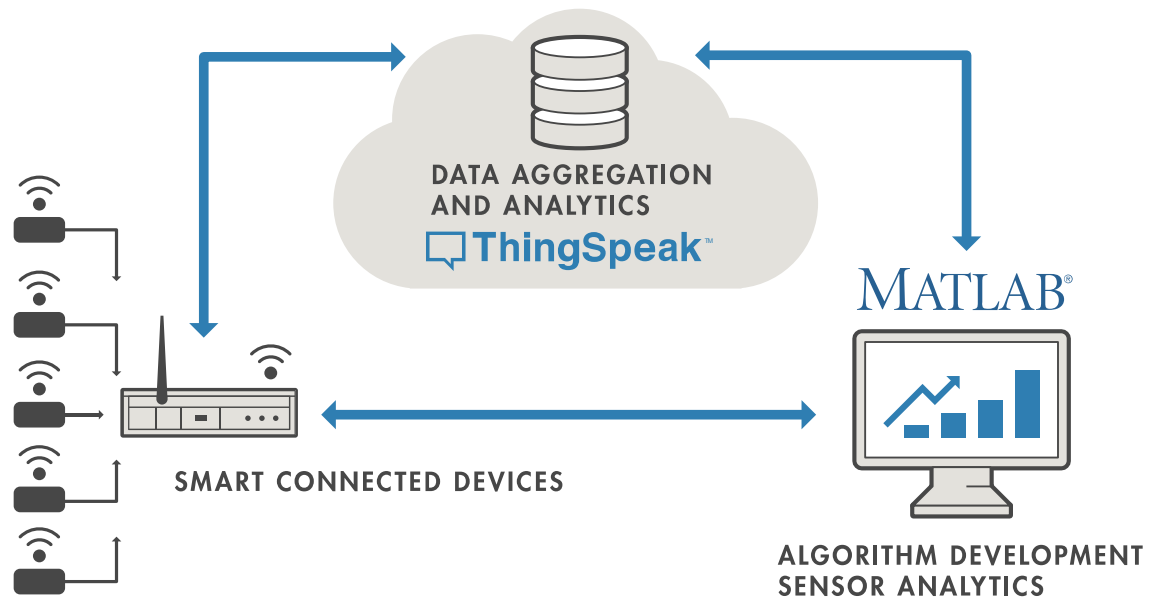 DATA AGGREGATION
AND ANALYTICS
ThingSpeak™
MATLAB®
SMART CONNECTED DEVICES
ALGORITHM DEVELOPMENT
SENSOR ANALYTICS